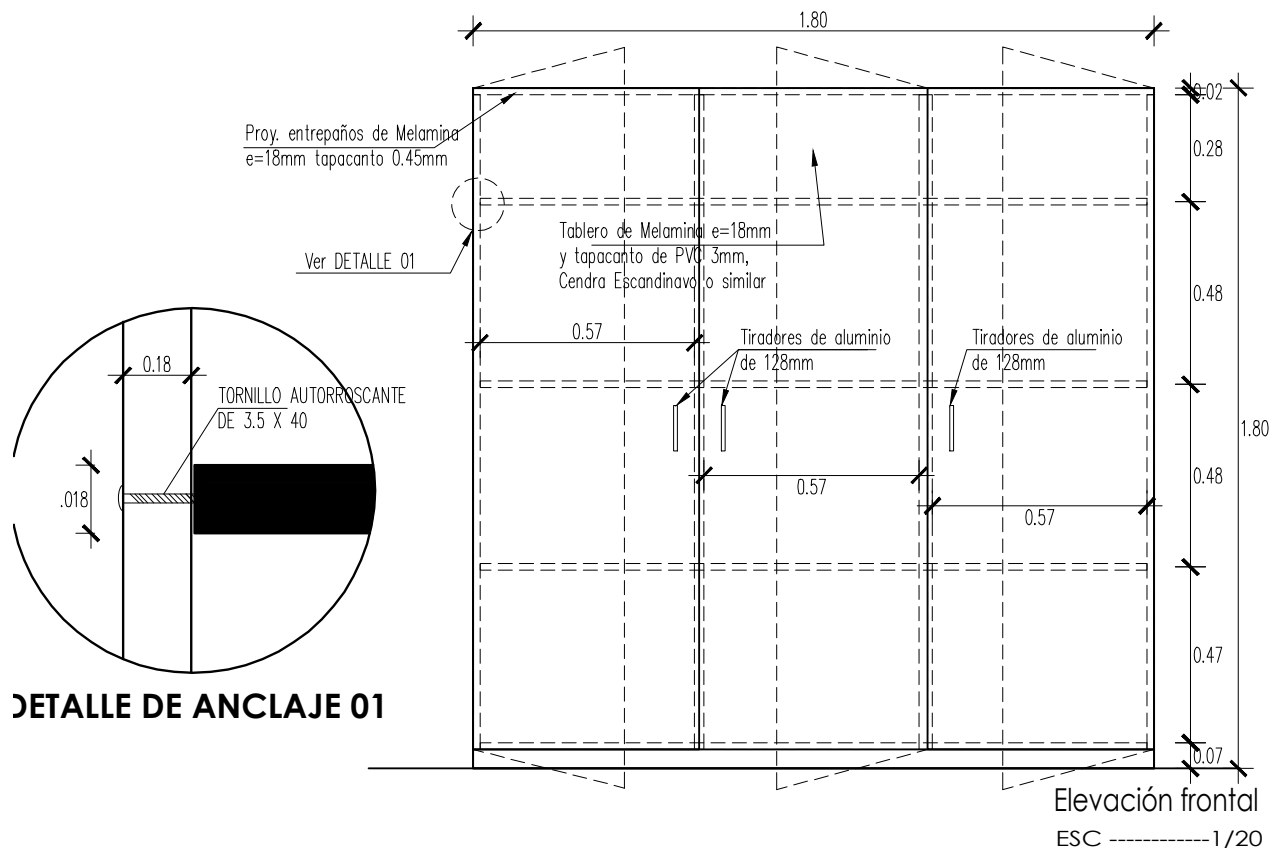 1.80
0.02
Proy. entrepaños de Melamina
e=18mm tapacanto 0.45mm
0.28
Tablero de Melamina e=18mm
y tapacanto de PVC 3mm,
Cendra Escandinavo o similar
Ver DETALLE 01
0.48
0.57
Tiradores de aluminio
de 128mm
Tiradores de aluminio
de 128mm
0.18
TORNILLO AUTORROSCANTE
DE 3.5 X 40
.018
1.80
0.48
0.57
0.57
0.47
DETALLE DE ANCLAJE 01
0.07
Elevación frontal
ESC ------------1/20